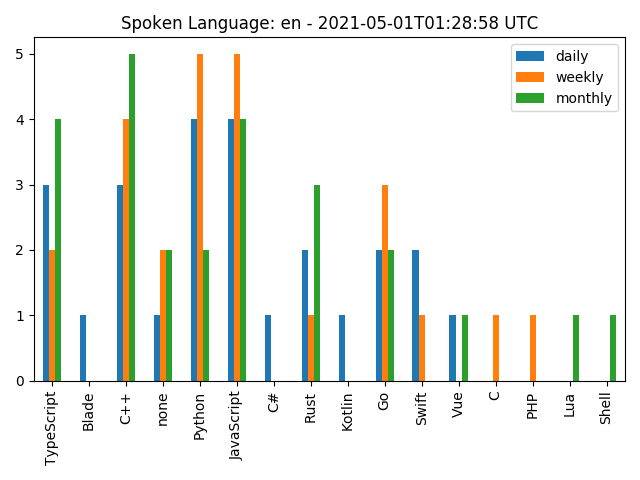 Spoken Language: en - 2021-05-01T01:28:58 UTC
daily
weekly
monthly
5
4
3
2
1
0
TypeScript
Blade
C++
none
Python
JavaScript
C#
Rust
Kotlin
Go
Swift
Vue
C
PHP
Lua
Shell